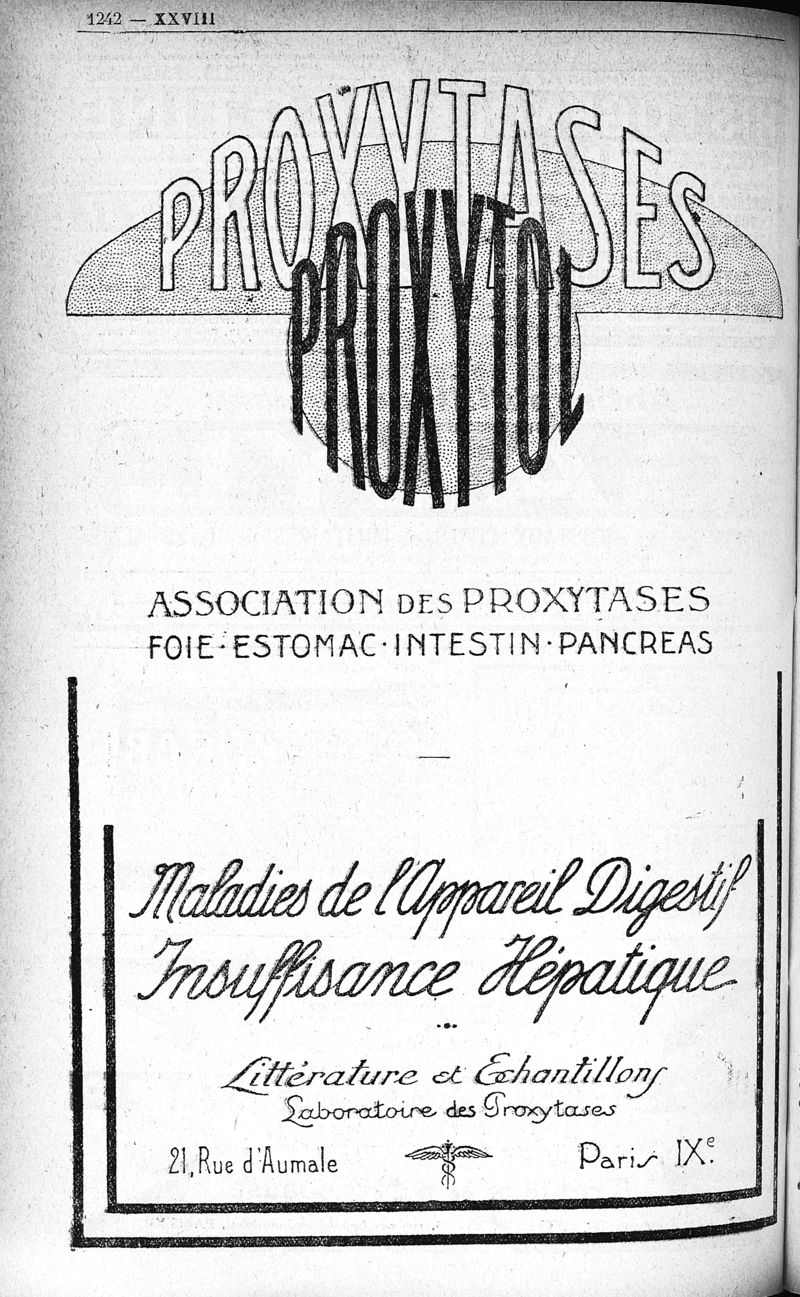 1242 — XXVIII
PROXYTASES
PROXYTOL
ASSOCIATION DES PROXYTASES
FOIE · ESTOMAC · INTESTIN · PANCREAS
Maladies de l'Appareil Digestif
Insuffisance Hépatique
Littérature et Echantillons
Laboratoire des Proxytases
21, Rue d'Aumale
Paris IXe.